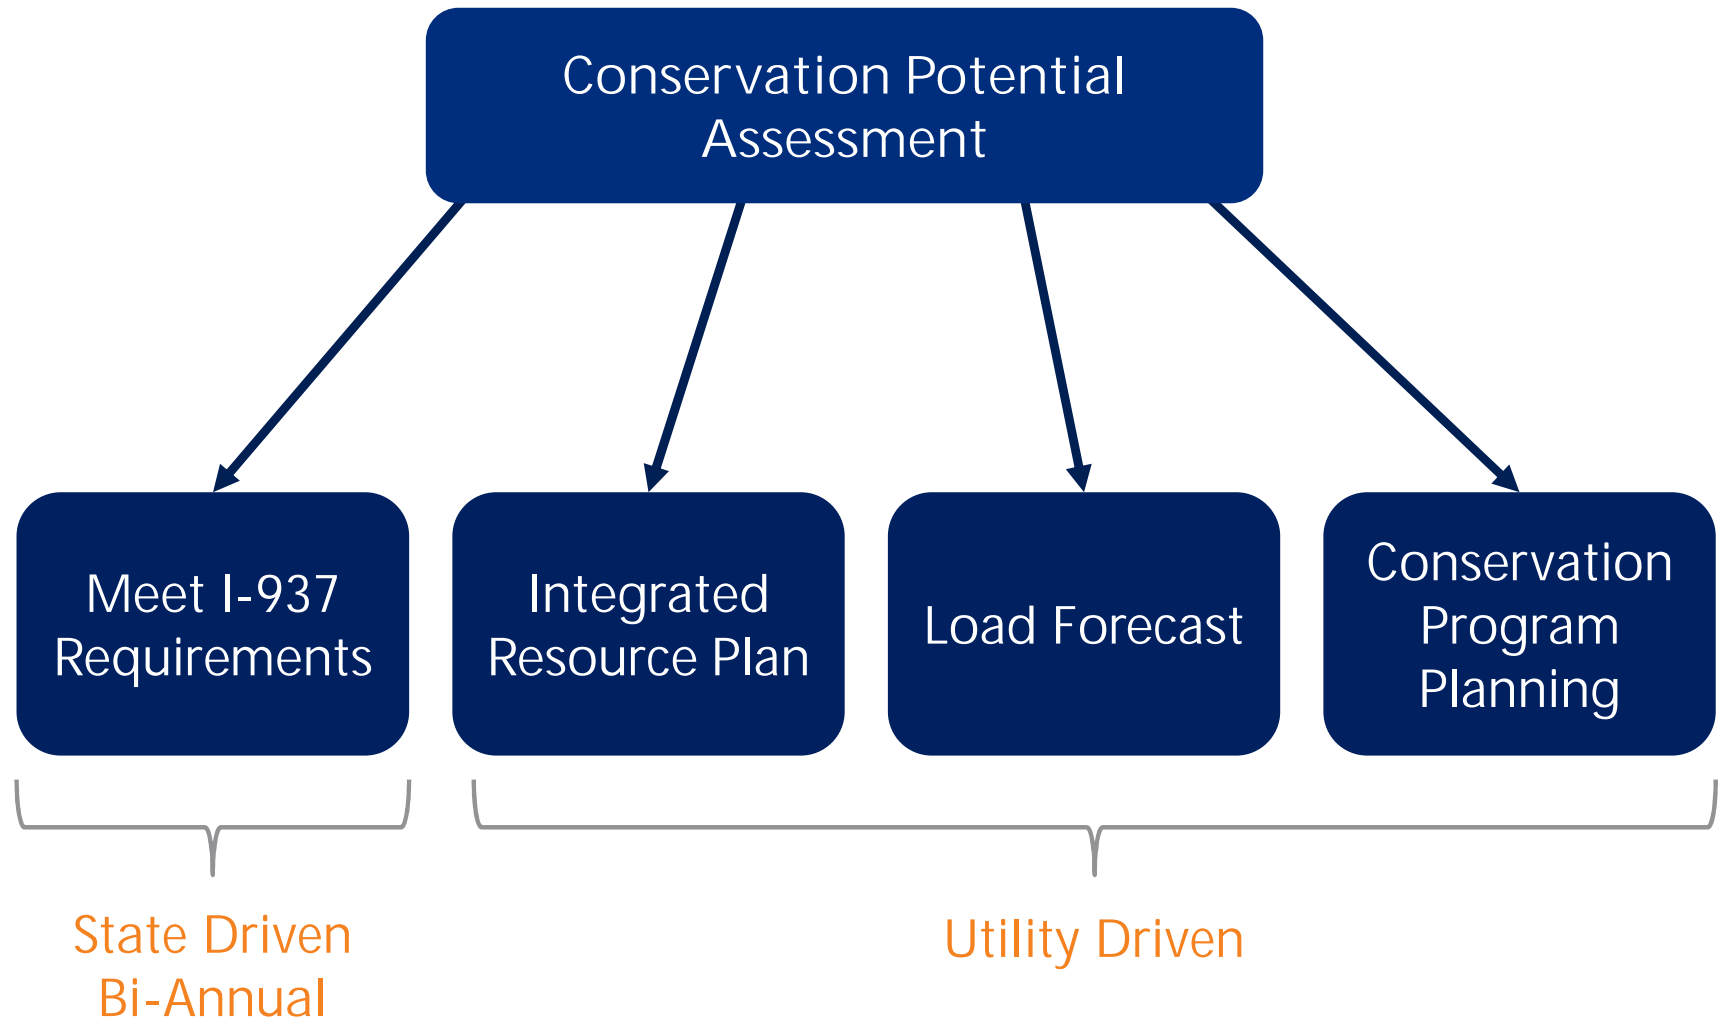 Conservation Potential
Assessment
Meet I-937
Requirements
Integrated
Resource Plan
Load Forecast
Conservation
Program
Planning
State Driven
Bi-Annual
Utility Driven